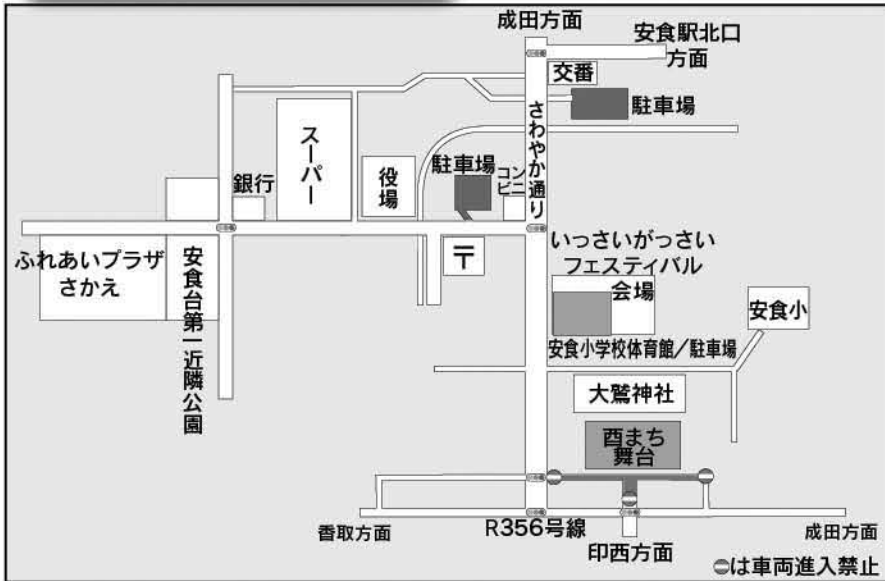 成田方面
安食駅北口
方面
交番
駐車場
さわやか通り
スーパー
役場
駐車場
コン
ビニ
銀行
〒
ふれあいプラザ
さかえ
安食台第一近隣公園
いっさいがっさい
フェスティバル
会場
安食小
安食小学校体育館／駐車場
大鷲神社
酉まち
舞台
香取方面
R356号線
印西方面
成田方面
は車両進入禁止